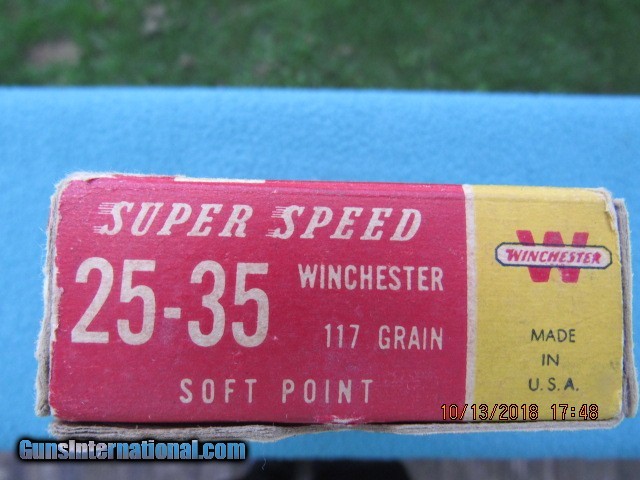 SUPER SPEED
25-35 WINCHESTER
117 GRAIN
SOFT POINT
W
WINCHESTER
MADE
IN
U.S.A.
10/13/2018 17:48
GunsInternational.com